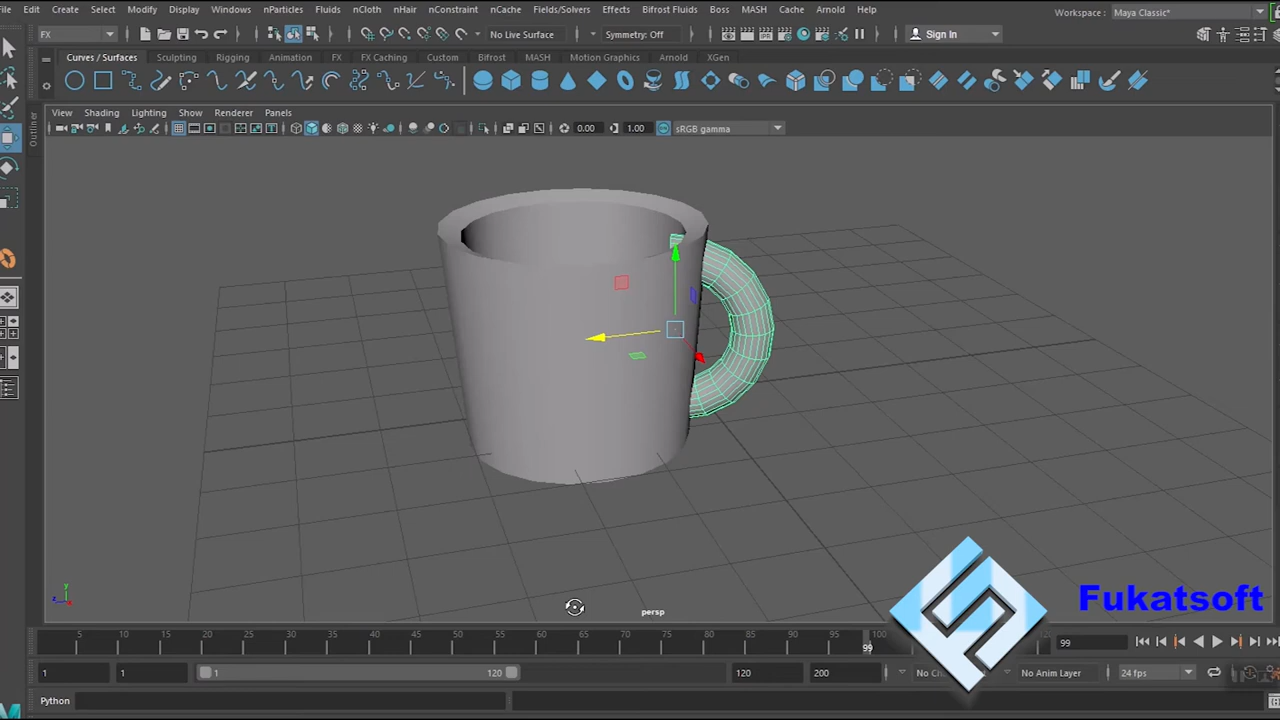 File Edit Create Select Modify Display Windows nParticles Fluids nCloth nHair nConstraint nCache Fields/Solvers Effects Bifrost Fluids Boss MASH Cache Arnold Help Workspace : Maya Classic*
FX No Live Surface Symmetry: Off Sign In
Curves / Surfaces Sculpting Rigging Animation FX FX Caching Custom Bifrost MASH Motion Graphics Arnold XGen
View Shading Lighting Show Renderer Panels
0.00 1.00 sRGB gamma
Outliner
persp
Fukatsoft
5 10 15 20 25 30 35 40 45 50 55 60 65 70 75 80 85 90 95 100 99 99
1 1 1 120 120 200 No Anim Layer 24 fps
Python